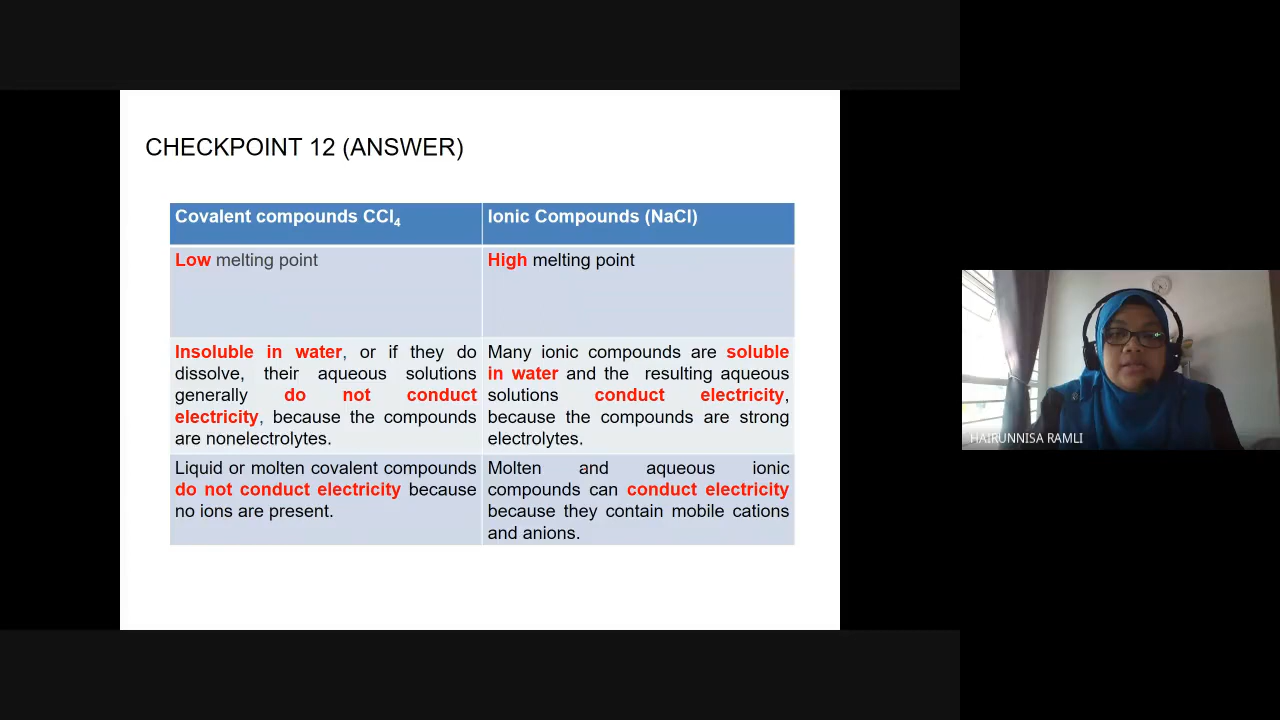 CHECKPOINT 12 (ANSWER)
Covalent compounds CCl₄
Ionic Compounds (NaCl)
Low melting point
High melting point
Insoluble in water, or if they do
dissolve, their aqueous solutions
generally do not conduct
electricity, because the compounds
are nonelectrolytes.
Many ionic compounds are soluble
in water and the resulting aqueous
solutions conduct electricity,
because the compounds are strong
electrolytes.
Liquid or molten covalent compounds
do not conduct electricity because
no ions are present.
Molten and aqueous ionic
compounds can conduct electricity
because they contain mobile cations
and anions.
HAIRUNNISA RAMLI